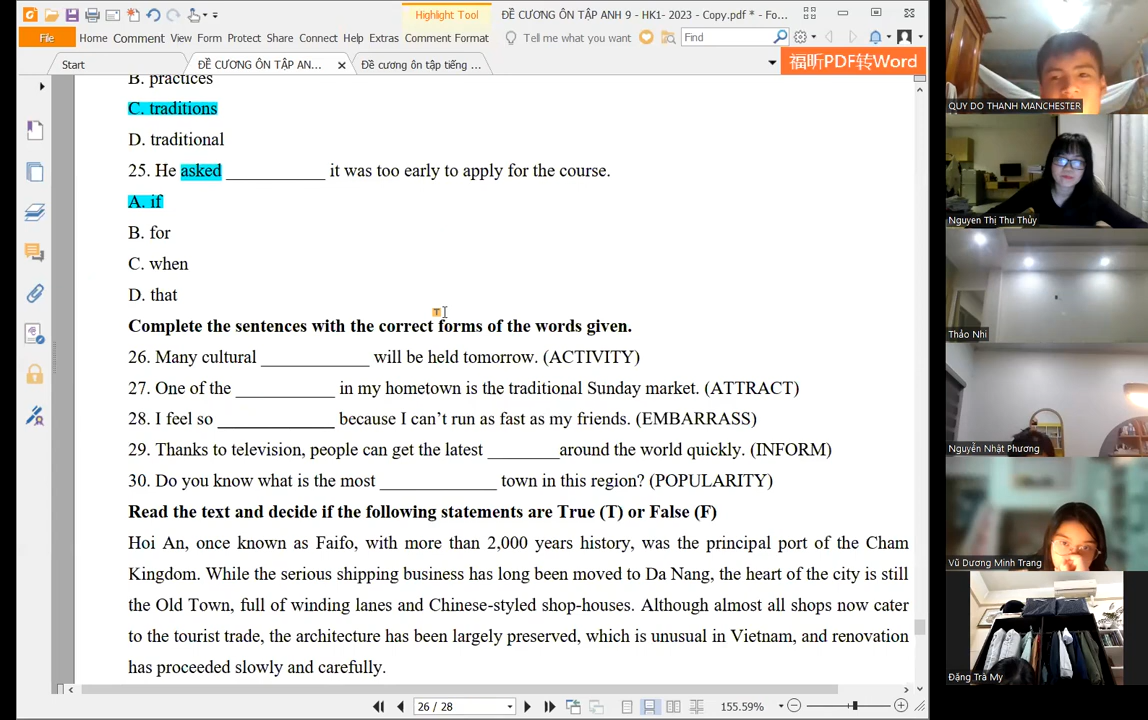 Highlight Tool
ĐỀ CƯƠNG ÔN TẬP ANH 9 - HK1- 2023 - Copy.pdf * - Fo...
File Home Comment View Form Protect Share Connect Help Extras Comment Format
Tell me what you want... Find
Start ĐỀ CƯƠNG ÔN TẬP AN... Đề cương ôn tập tiếng ...
福昕PDF转Word
B. practices
C. traditions
D. traditional
25. He asked ___________ it was too early to apply for the course.
A. if
B. for
C. when
D. that
Complete the sentences with the correct forms of the words given.
26. Many cultural ____________ will be held tomorrow. (ACTIVITY)
27. One of the ___________ in my hometown is the traditional Sunday market. (ATTRACT)
28. I feel so _____________ because I can’t run as fast as my friends. (EMBARRASS)
29. Thanks to television, people can get the latest ________around the world quickly. (INFORM)
30. Do you know what is the most _____________ town in this region? (POPULARITY)
Read the text and decide if the following statements are True (T) or False (F)
Hoi An, once known as Faifo, with more than 2,000 years history, was the principal port of the Cham
Kingdom. While the serious shipping business has long been moved to Da Nang, the heart of the city is still
the Old Town, full of winding lanes and Chinese-styled shop-houses. Although almost all shops now cater
to the tourist trade, the architecture has been largely preserved, which is unusual in Vietnam, and renovation
has proceeded slowly and carefully.
26 / 28
155.59%
QUY DO THANH MANCHESTER
Nguyen Thị Thu Thủy
Thảo Nhi
Nguyễn Nhật Phương
Vũ Dương Minh Trang
Đặng Trà My